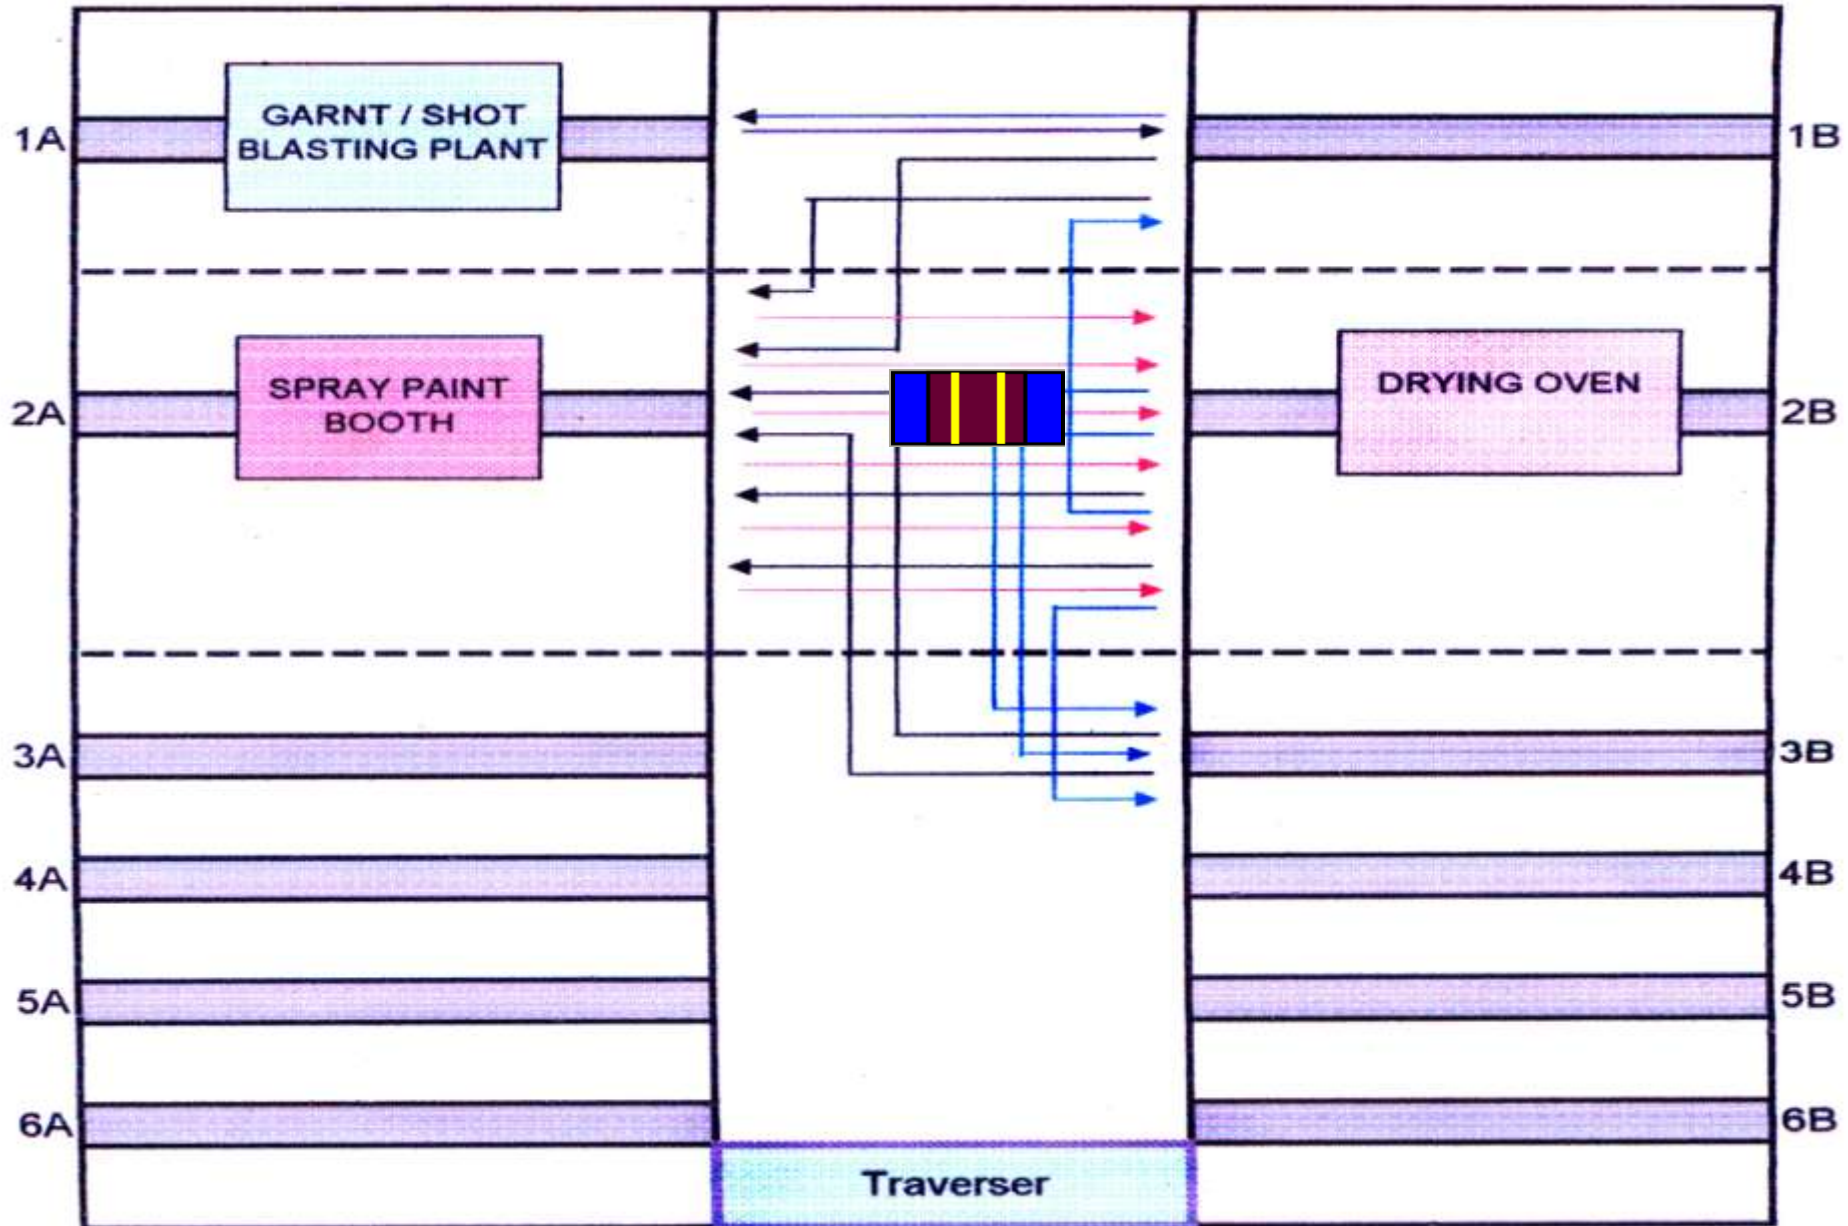 GARNT / SHOT
BLASTING PLANT
1A
1B
SPRAY PAINT
BOOTH
DRYING OVEN
2A
2B
3A
3B
4A
4B
5A
5B
6A
6B
Traverser